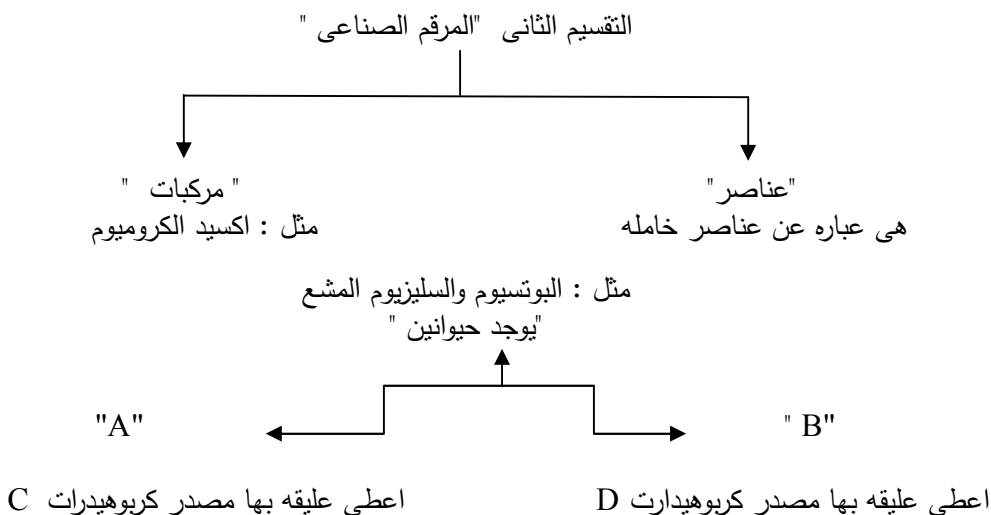 التقسيم الثانى "المرقم الصناعى "
"عناصر" " مركبات "
هى عباره عن عناصر خامله مثل : اكسيد الكروميوم
مثل : البوتسيوم والسليزيوم المشع
"يوجد حيوانين "
" B" "A"
اعطى عليقه بها مصدر كربوهيدارت D اعطى عليقه بها مصدر كربوهيدرات C